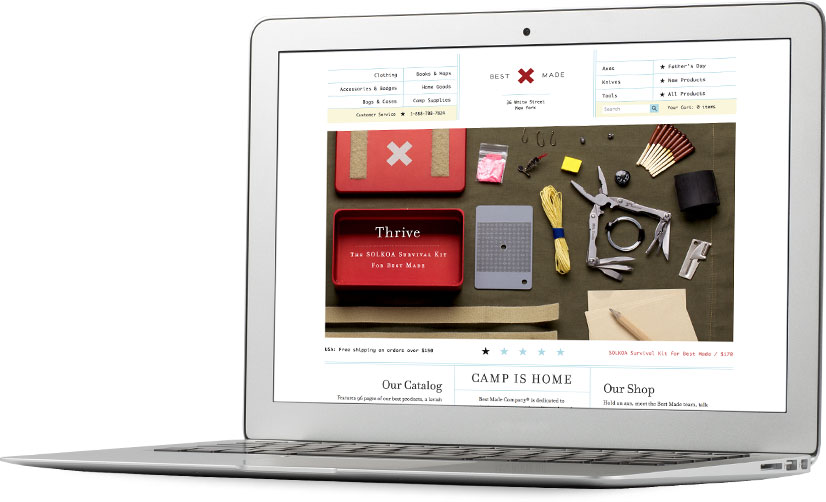 Clothing
Books & Maps
Accessories & Badges
Home Goods
Bags & Cases
Camp Supplies
Customer Service ★ 1-888-708-7824
BEST MADE
36 White Street
New York
Axes
★ Father's Day
Knives
★ New Products
Tools
★ All Products
Search
Your Cart: 0 items
Thrive
The SOLKOA Survival Kit
For Best Made
USA: Free shipping on orders over $150
SOLKOA Survival Kit for Best Made / $170
Our Catalog
Features 96 pages of our best products, a lavish
CAMP IS HOME
Best Made Company® is dedicated to
Our Shop
Hold on axe, meet the Best Made team, talk